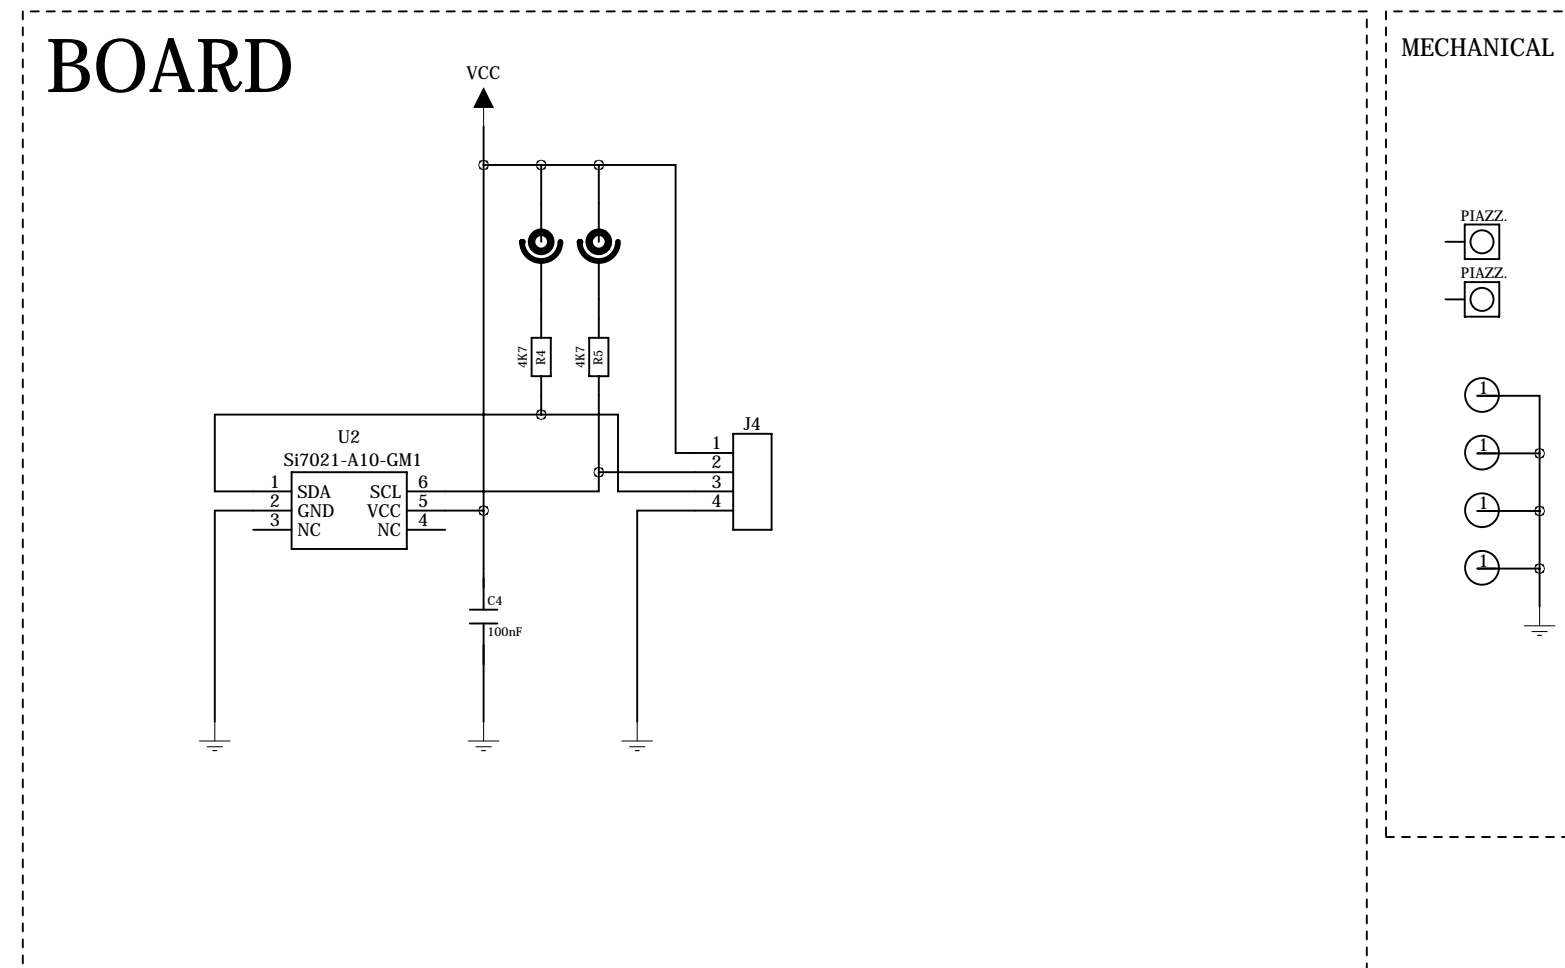 BOARD
MECHANICAL
VCC
PIAZZ.
PIAZZ.
4K7
R4
4K7
R5
1
1
1
1
J4
1
2
3
4
U2
Si7021-A10-GM1
1 SDA SCL 6
2 GND VCC 5
3 NC NC 4
C4
100nF